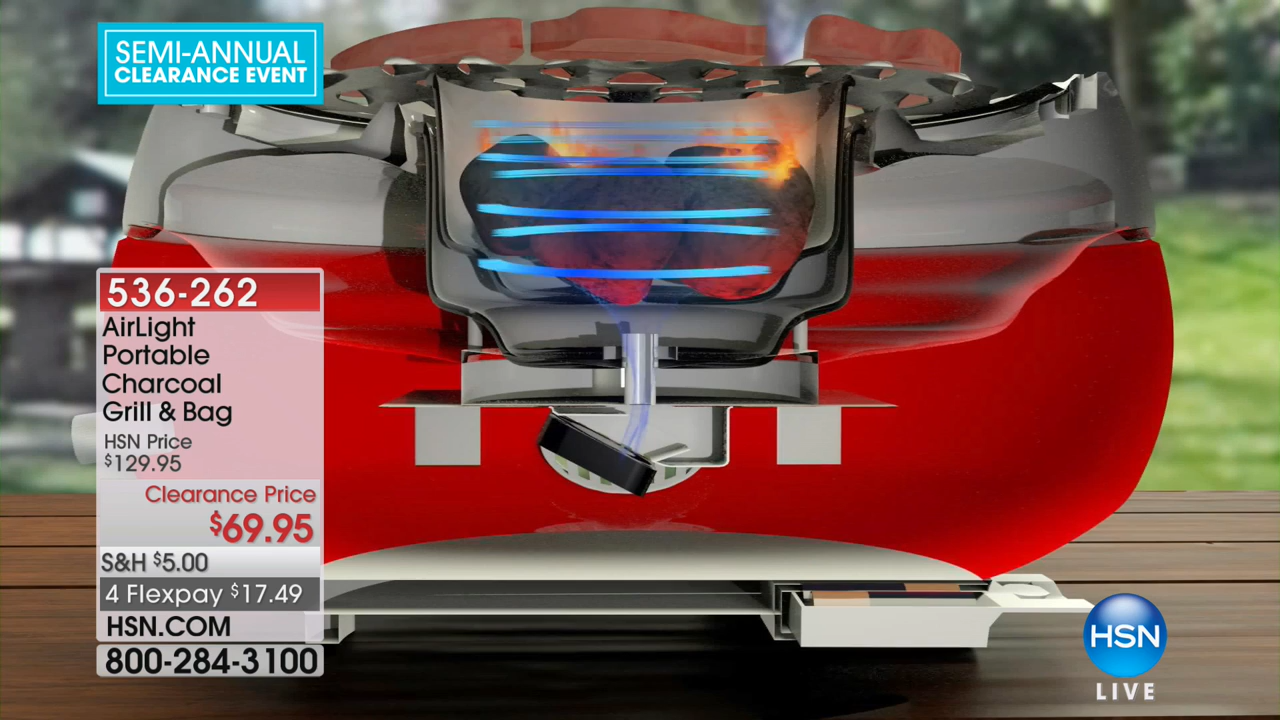 SEMI-ANNUAL
CLEARANCE EVENT
536-262
AirLight
Portable
Charcoal
Grill & Bag
HSN Price
$129.95
Clearance Price
$69.95
S&H $5.00
4 Flexpay $17.49
HSN.COM
800-284-3100
HSN
LIVE